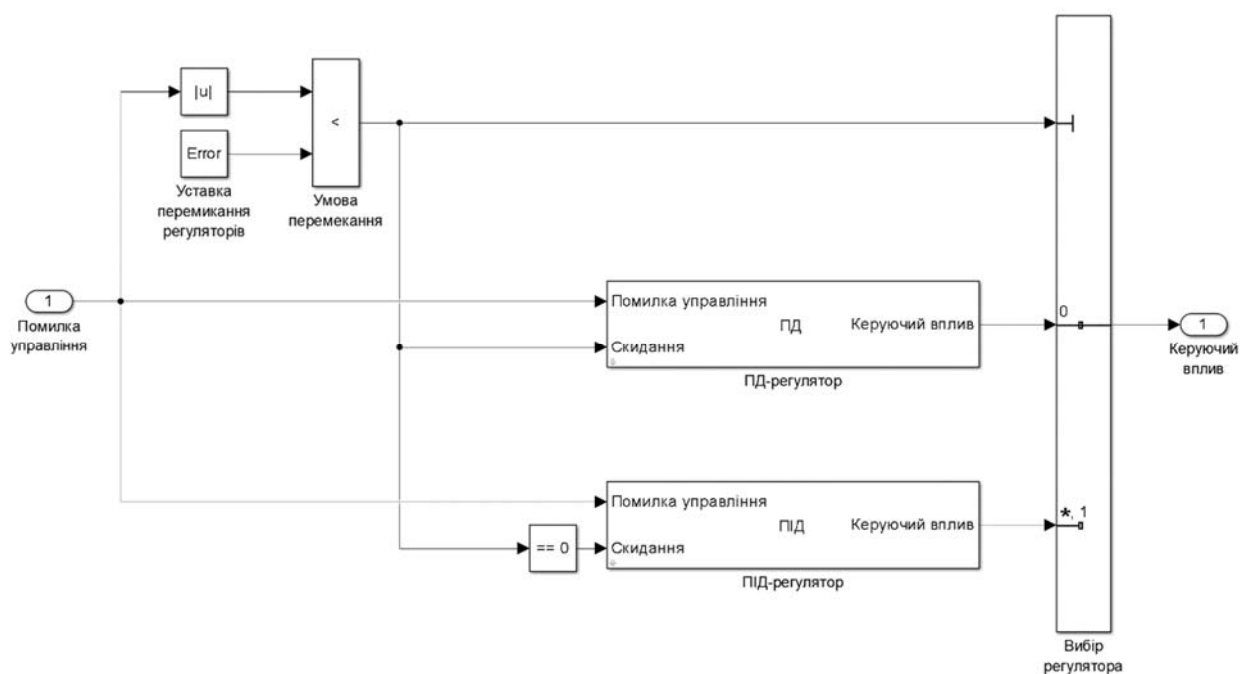 |u|
<
Error
Уставка
перемикання
регуляторів
Умова
перемекання
1
Помилка
управління
Помилка управління
ПД
Керуючий вплив
Скидання
ПД-регулятор
0
1
Керуючий
вплив
Помилка управління
ПІД
Керуючий вплив
*, 1
== 0
Скидання
ПІД-регулятор
Вибір
регулятора